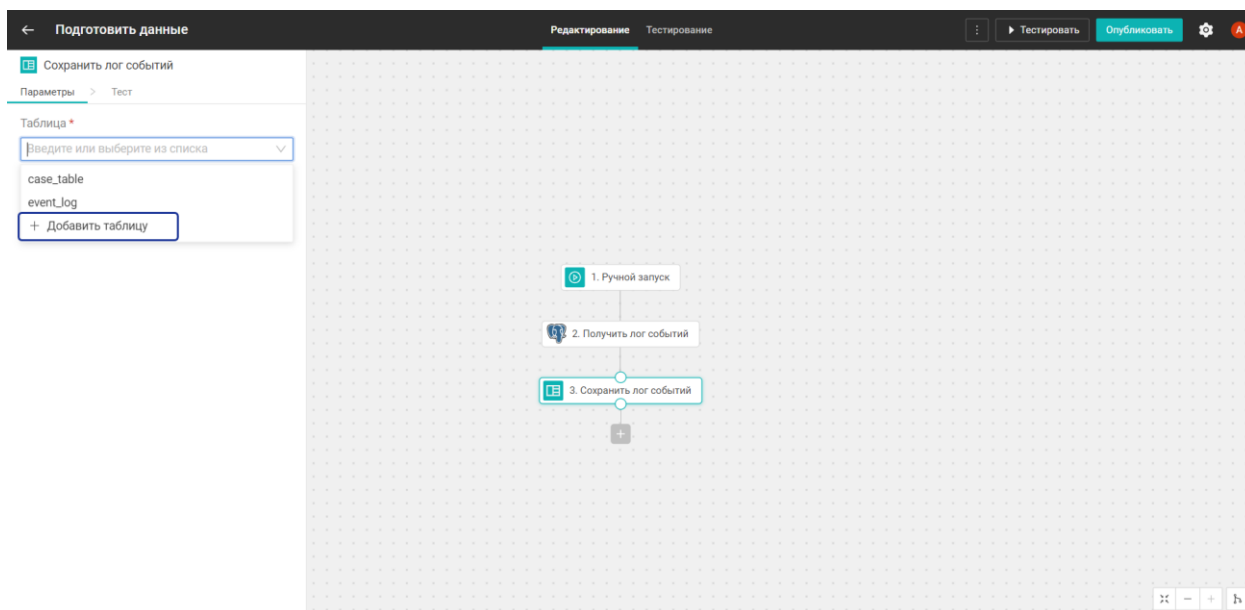 Подготовить данные
Редактирование Тестирование
Тестировать Опубликовать А
Сохранить лог событий
Параметры > Тест
Таблица *
Введите или выберите из списка
case_table
event_log
+ Добавить таблицу
1. Ручной запуск
2. Получить лог событий
3. Сохранить лог событий